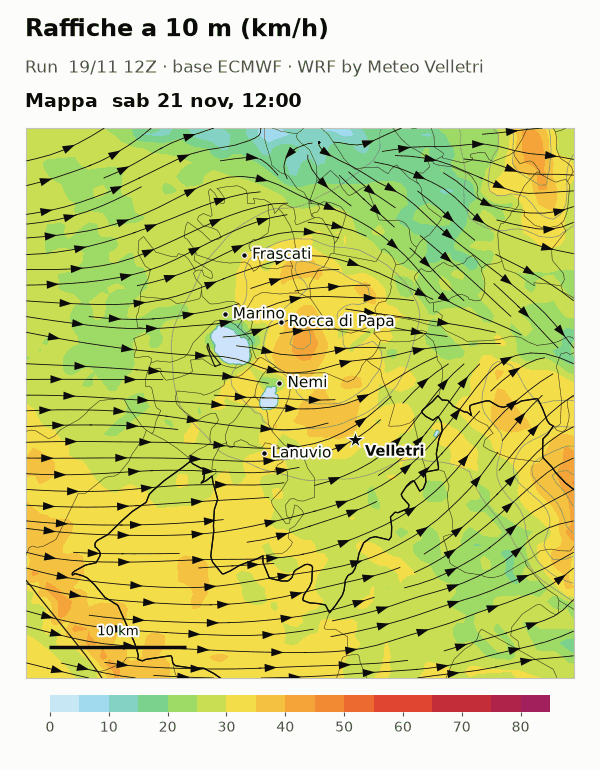 Raffiche a 10 m (km/h)
Run 19/11 12Z · base ECMWF · WRF by Meteo Velletri
Mappa sab 21 nov, 12:00
Frascati
Marino
Rocca di Papa
Nemi
Lanuvio
Velletri
10 km
0 10 20 30 40 50 60 70 80